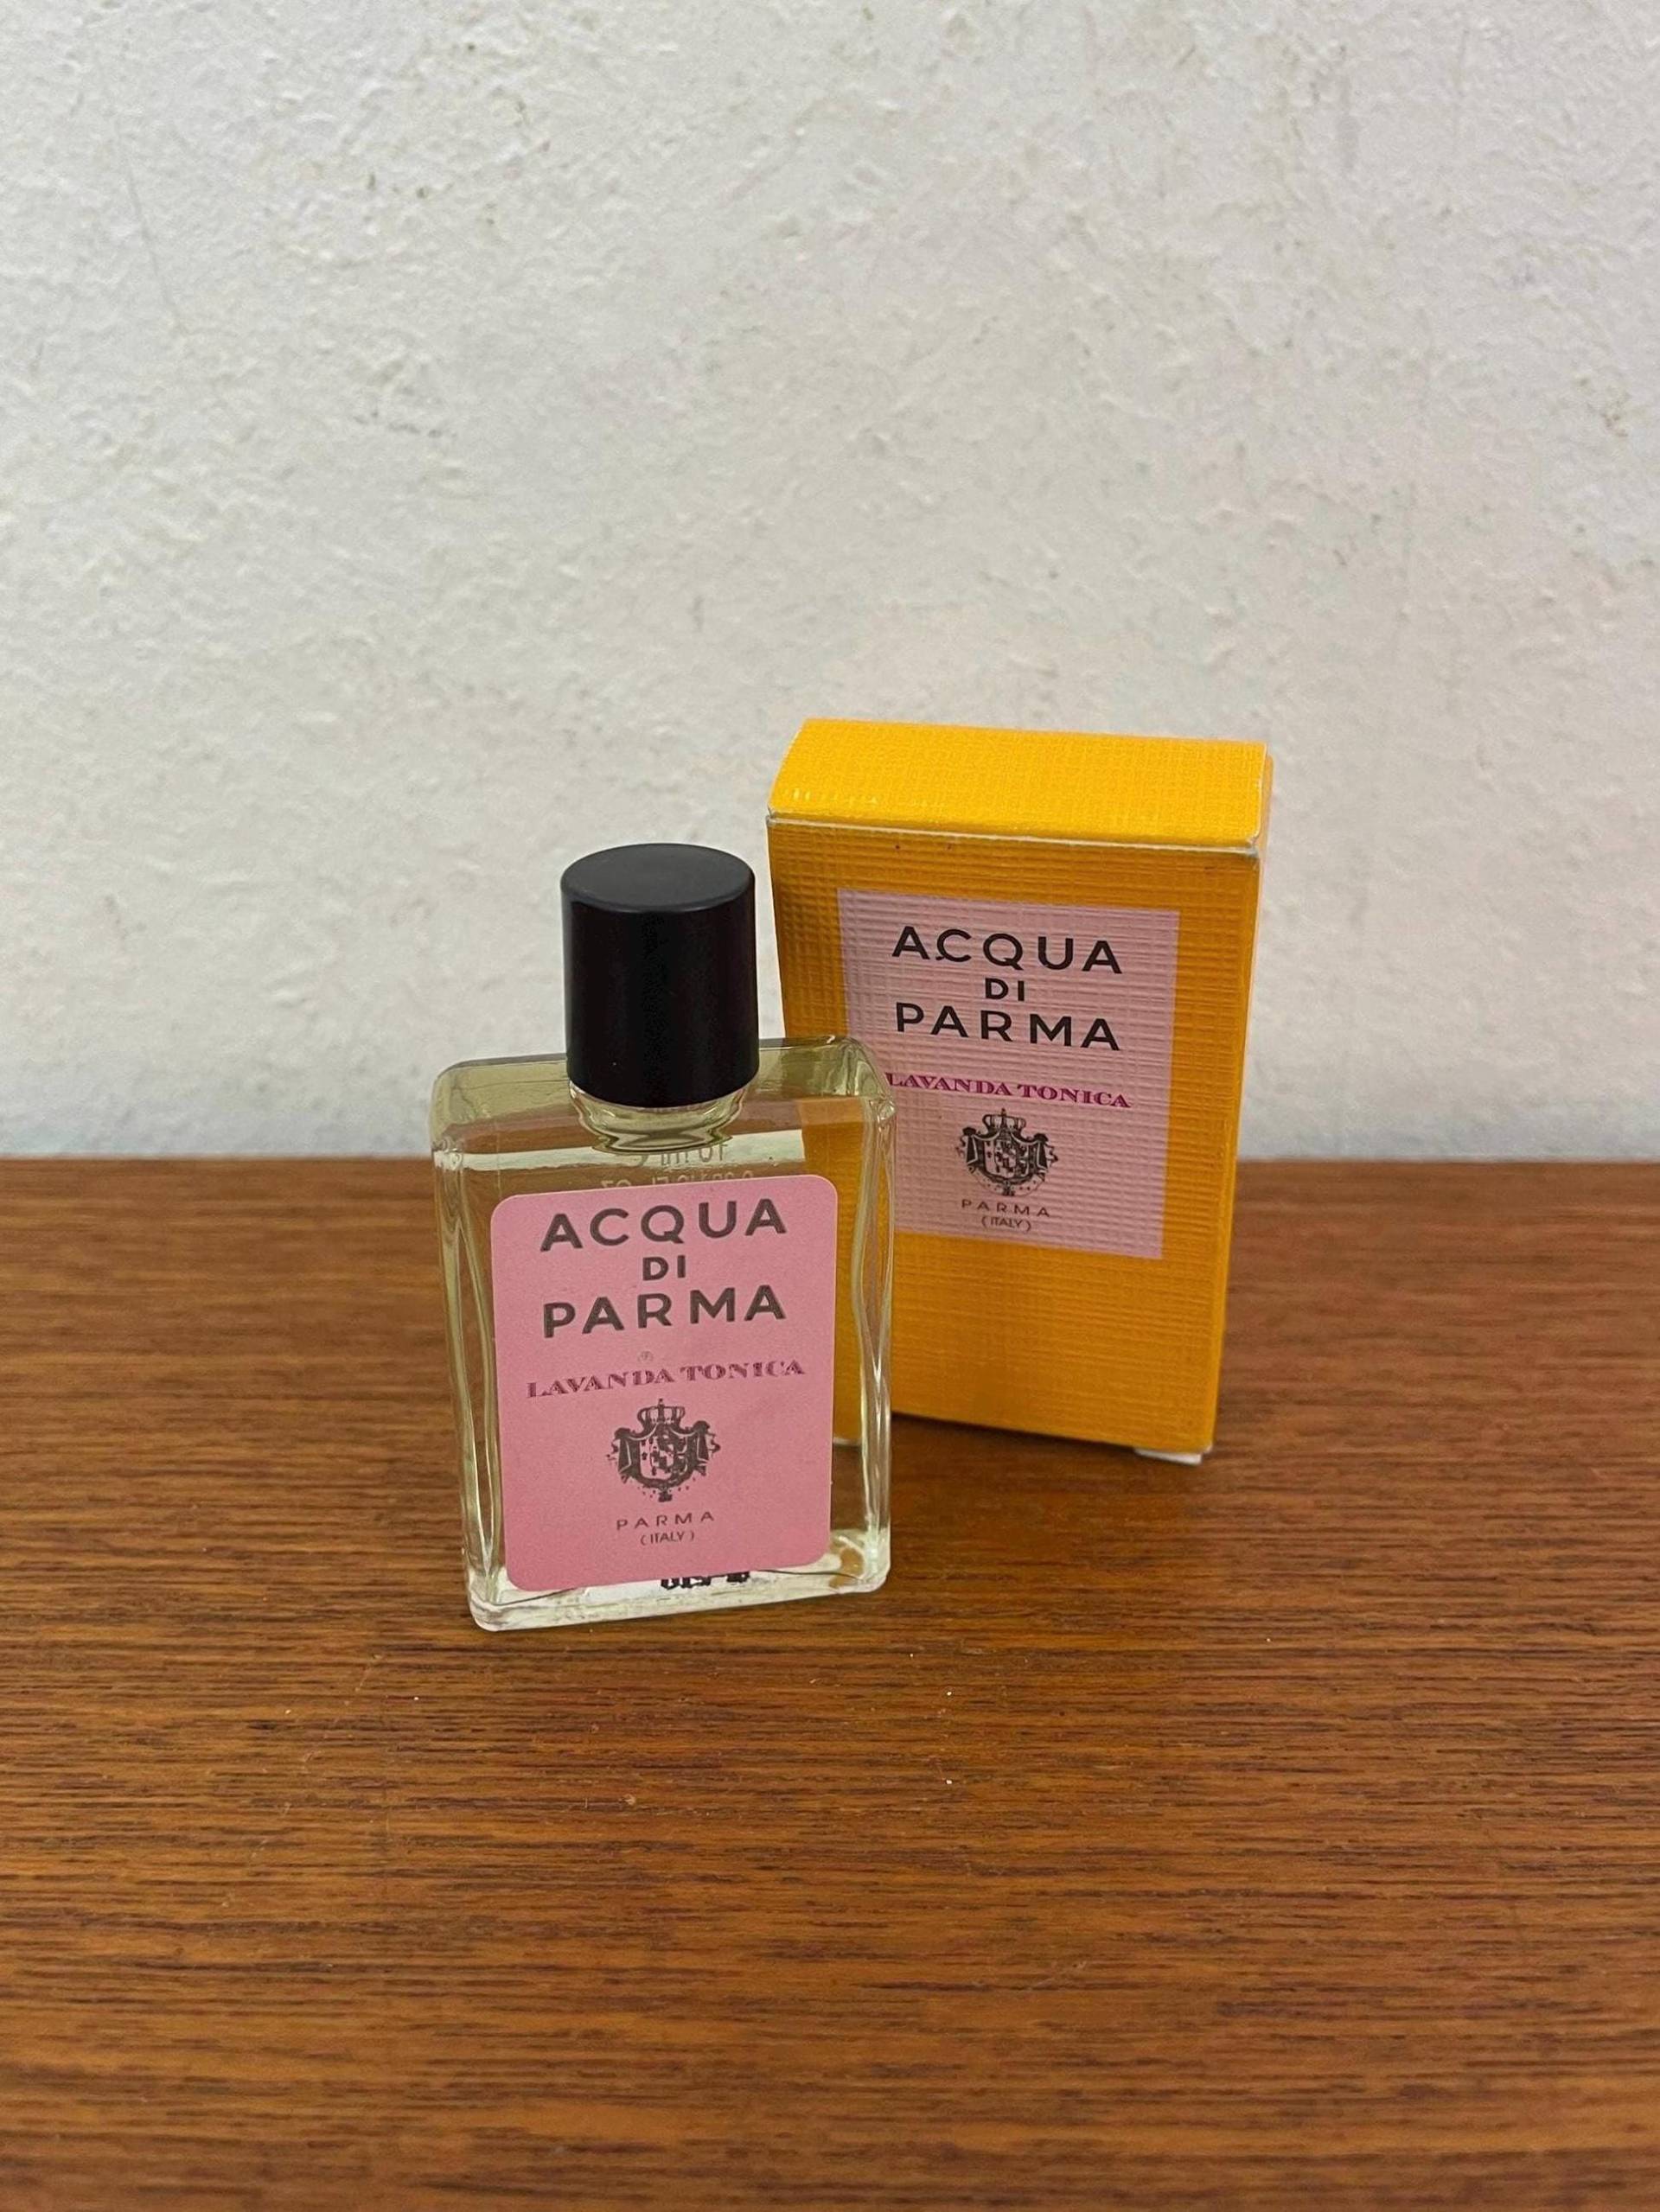 ACQUA
DI
PARMA
LAVANDA TONICA
PARMA
( ITALY )
ACQUA
DI
PARMA
LAVANDA TONICA
PARMA
( ITALY )